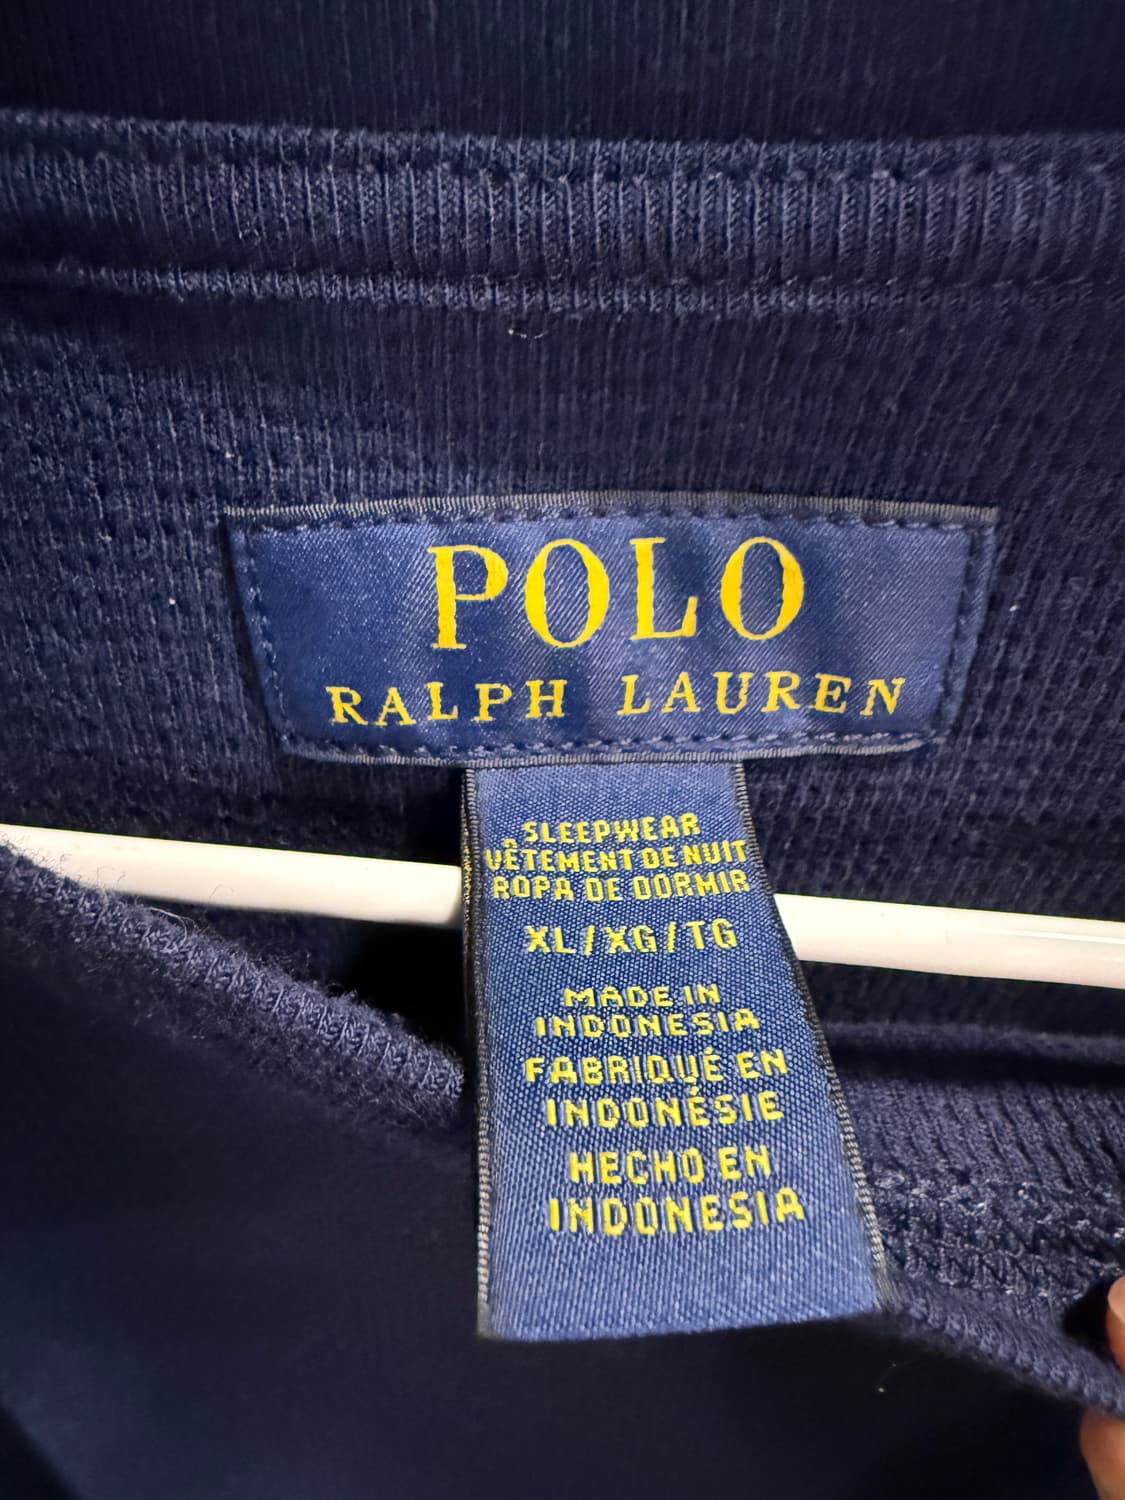 POLO
RALPH LAUREN
SLEEPWEAR
VÊTEMENT DE NUIT
ROPA DE DORMIR
XL/XG/TG
MADE IN
INDONESIA
FABRIQUÉ EN
INDONÉSIE
HECHO EN
INDONESIA